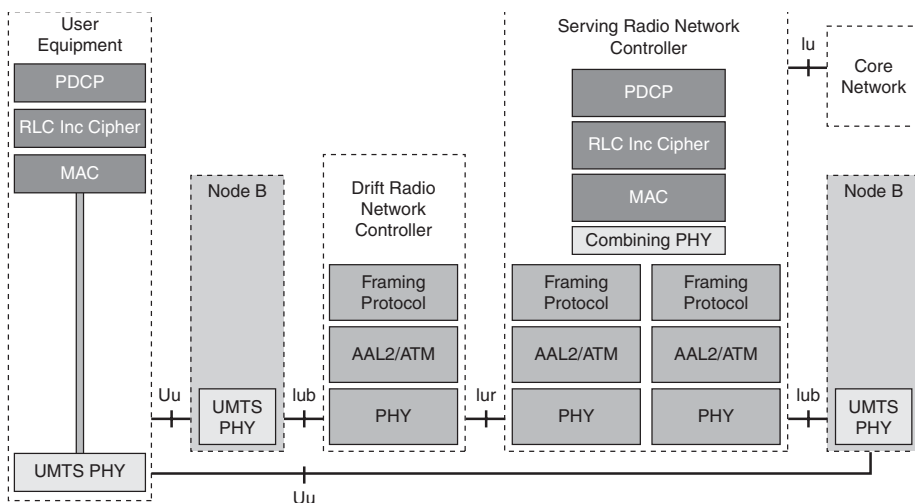 User
Equipment
PDCP
RLC Inc Cipher
MAC
UMTS PHY
Uu
Node B
UMTS
PHY
Iub
Drift Radio
Network
Controller
Framing
Protocol
AAL2/ATM
PHY
Iur
Serving Radio Network
Controller
PDCP
RLC Inc Cipher
MAC
Combining PHY
Framing
Protocol
AAL2/ATM
PHY
Framing
Protocol
AAL2/ATM
PHY
Iu
Core
Network
Iub
Node B
UMTS
PHY
Uu